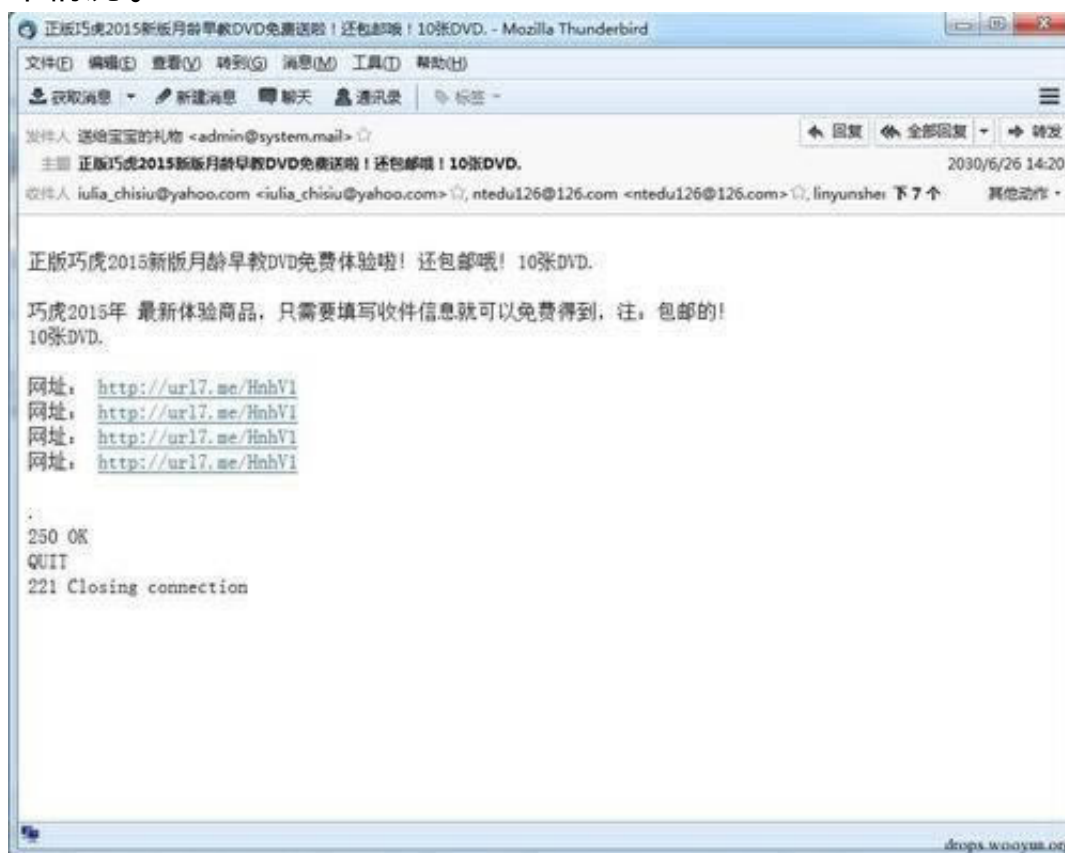 正版巧虎2015新版月龄早教DVD免费送啦！还包邮哦！10张DVD. - Mozilla Thunderbird
文件(F) 编辑(E) 查看(V) 转到(G) 消息(M) 工具(T) 帮助(H)
获取消息 新建消息 聊天 通讯录 标签
发件人 送给宝宝的礼物 <admin@system.mail> 回复 全部回复 转发
主题 正版巧虎2015新版月龄早教DVD免费送啦！还包邮哦！10张DVD. 2030/6/26 14:20
收件人 iulia_chisiu@yahoo.com <iulia_chisiu@yahoo.com>, ntedu126@126.com <ntedu126@126.com>, linyunshei 下 7 个 其他动作
正版巧虎2015新版月龄早教DVD免费体验啦！还包邮哦！10张DVD.
巧虎2015年 最新体验商品，只需要填写收件信息就可以免费得到，注：包邮的！
10张DVD.
网址： http://url7.me/HnhV1
网址： http://url7.me/HnhV1
网址： http://url7.me/HnhV1
网址： http://url7.me/HnhV1
.
250 OK
QUIT
221 Closing connection
drops.wooyun.or